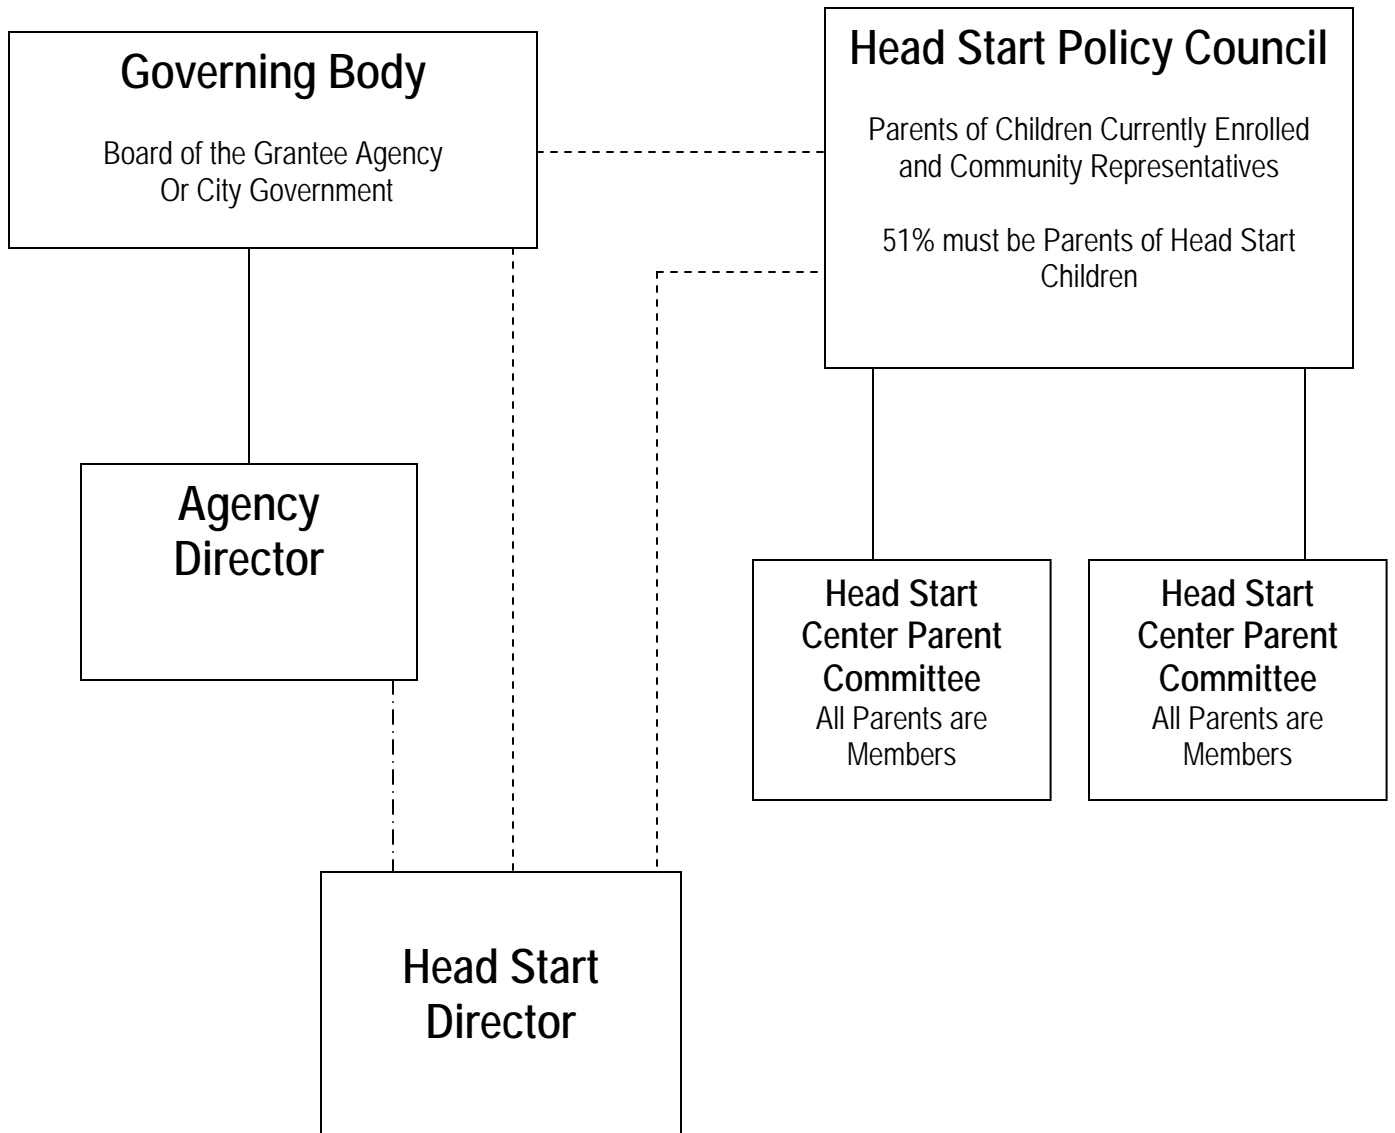 Governing Body
Board of the Grantee Agency
Or City Government
Head Start Policy Council
Parents of Children Currently Enrolled
and Community Representatives
51% must be Parents of Head Start
Children
Agency
Director
Head Start
Center Parent
Committee
All Parents are
Members
Head Start
Center Parent
Committee
All Parents are
Members
Head Start
Director